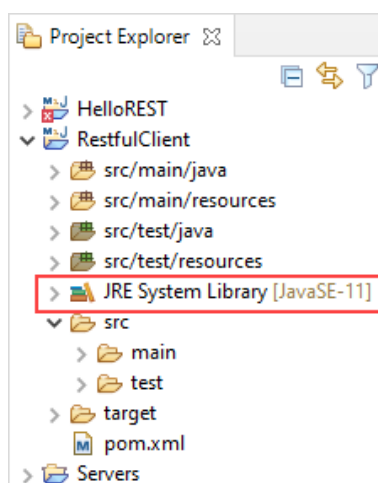 Project Explorer
HelloREST
RestfulClient
src/main/java
src/main/resources
src/test/java
src/test/resources
JRE System Library [JavaSE-11]
src
main
test
target
pom.xml
Servers